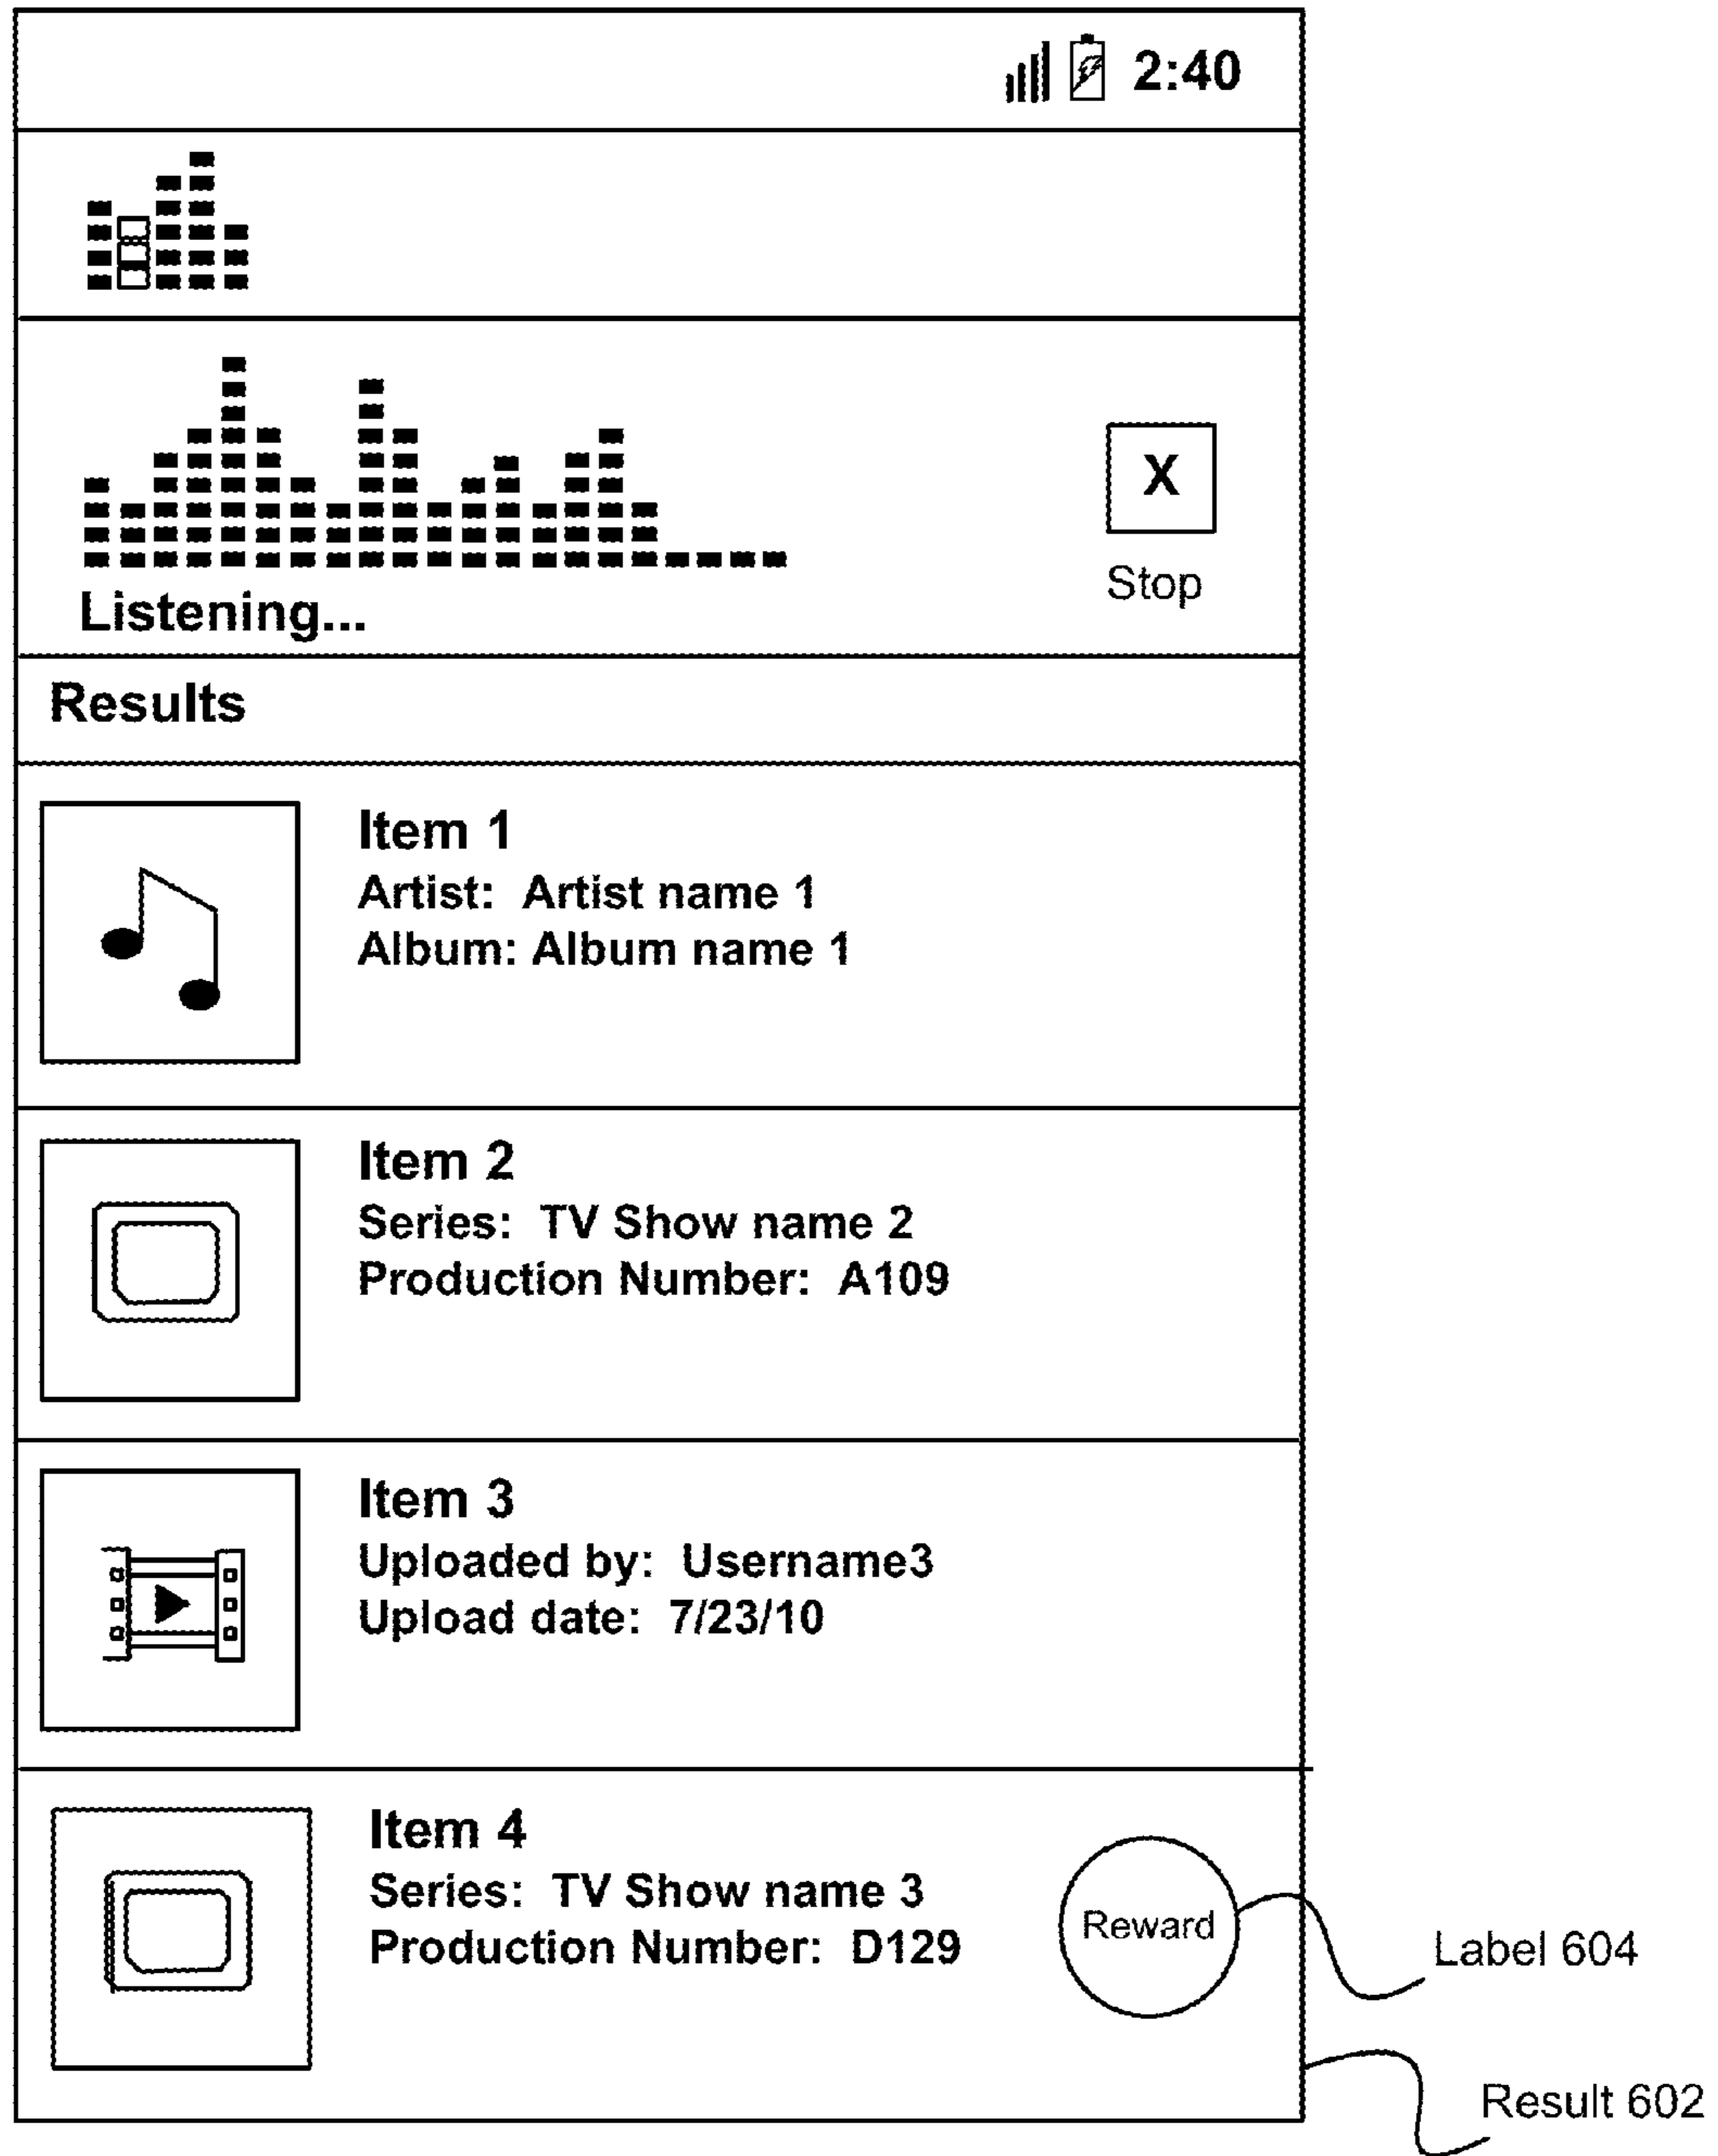 2:40
X
Stop
Listening...
Results
Item 1
Artist: Artist name 1
Album: Album name 1
Item 2
Series: TV Show name 2
Production Number: A109
Item 3
Uploaded by: Username3
Upload date: 7/23/10
Item 4
Series: TV Show name 3
Production Number: D129
Reward
Label 604
Result 602